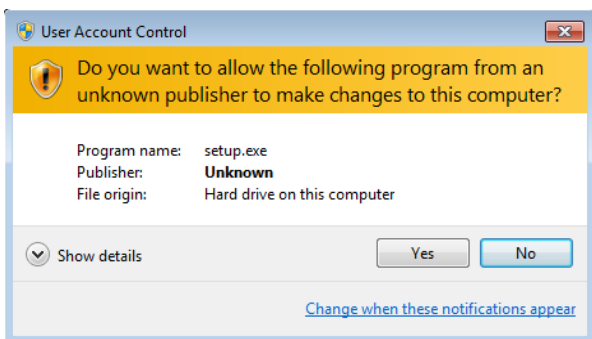 User Account Control
Do you want to allow the following program from an
unknown publisher to make changes to this computer?
Program name: setup.exe
Publisher: Unknown
File origin: Hard drive on this computer
Show details
Yes
No
Change when these notifications appear